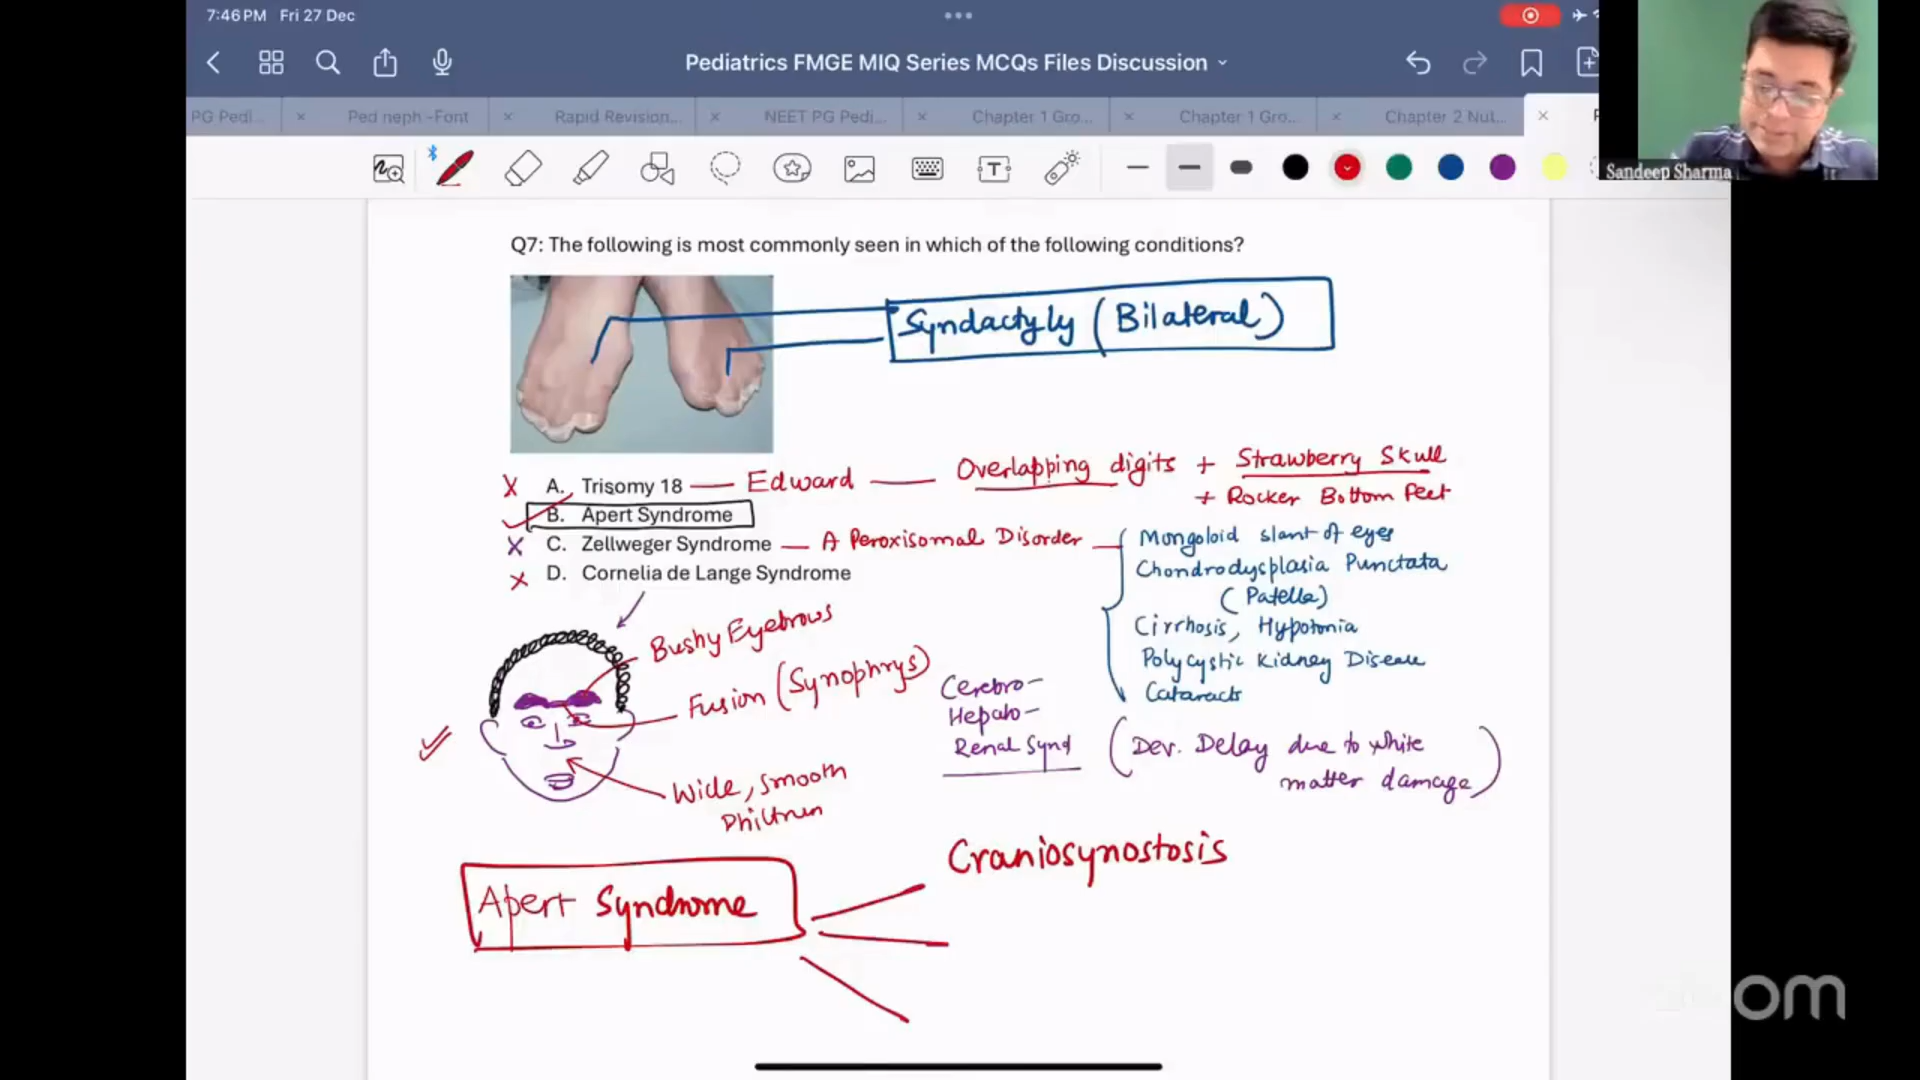 7:46 PM Fri 27 Dec
Pediatrics FMGE MIQ Series MCQs Files Discussion
PG Pedi...
Ped neph -Font
Rapid Revision...
NEET PG Pedi...
Chapter 1 Gro...
Chapter 1 Gro...
Chapter 2 Nut...
Sandeep Sharma
Q7: The following is most commonly seen in which of the following conditions?
Syndactyly (Bilateral)
A. Trisomy 18 — Edward — Overlapping digits + Strawberry Skull
+ Rocker Bottom Feet
B. Apert Syndrome
C. Zellweger Syndrome — A Peroxisomal Disorder
D. Cornelia de Lange Syndrome
Mongoloid slant of eyes
Chondrodysplasia Punctata
(Patella)
Cirrhosis, Hypotonia
Polycystic Kidney Disease
Cataracts
Bushy Eyebrows
Fusion (Synophrys)
Wide, smooth
Philtrum
Cerebro-
Hepato-
Renal Synd
(Dev. Delay due to white
matter damage)
Apert Syndrome
Craniosynostosis